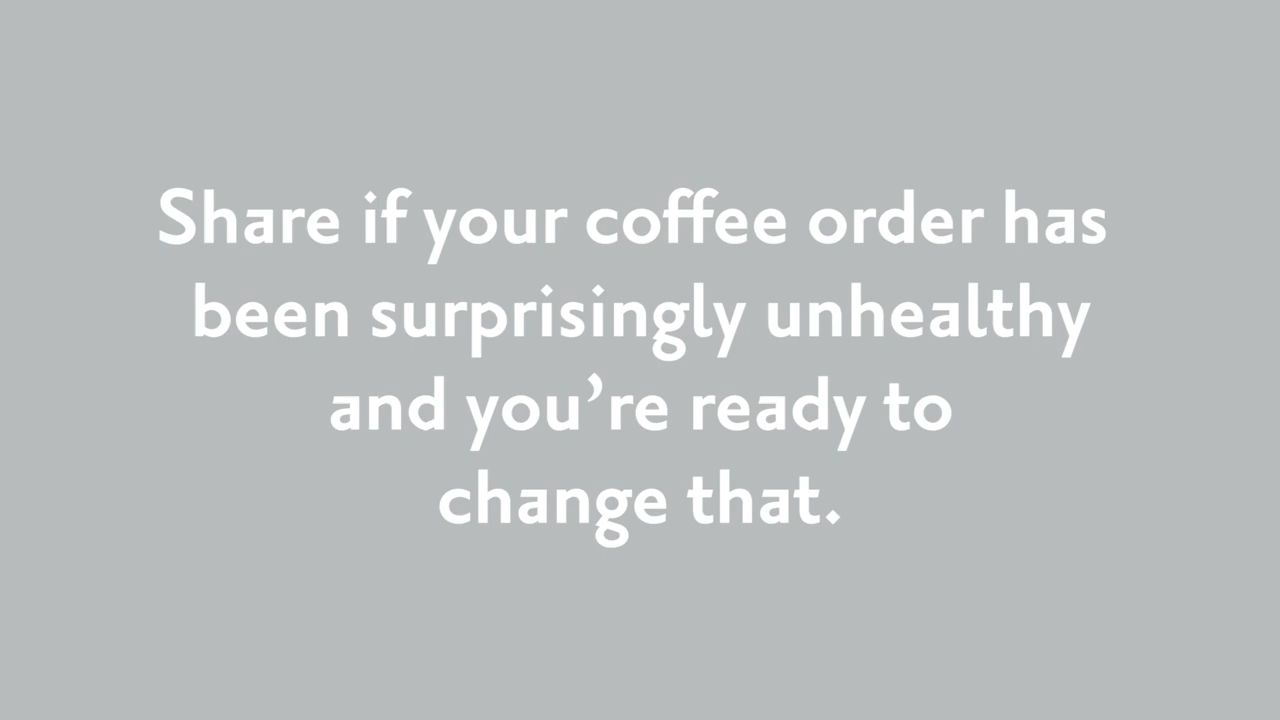 Share if your coffee order has
been surprisingly unhealthy
and you’re ready to
change that.